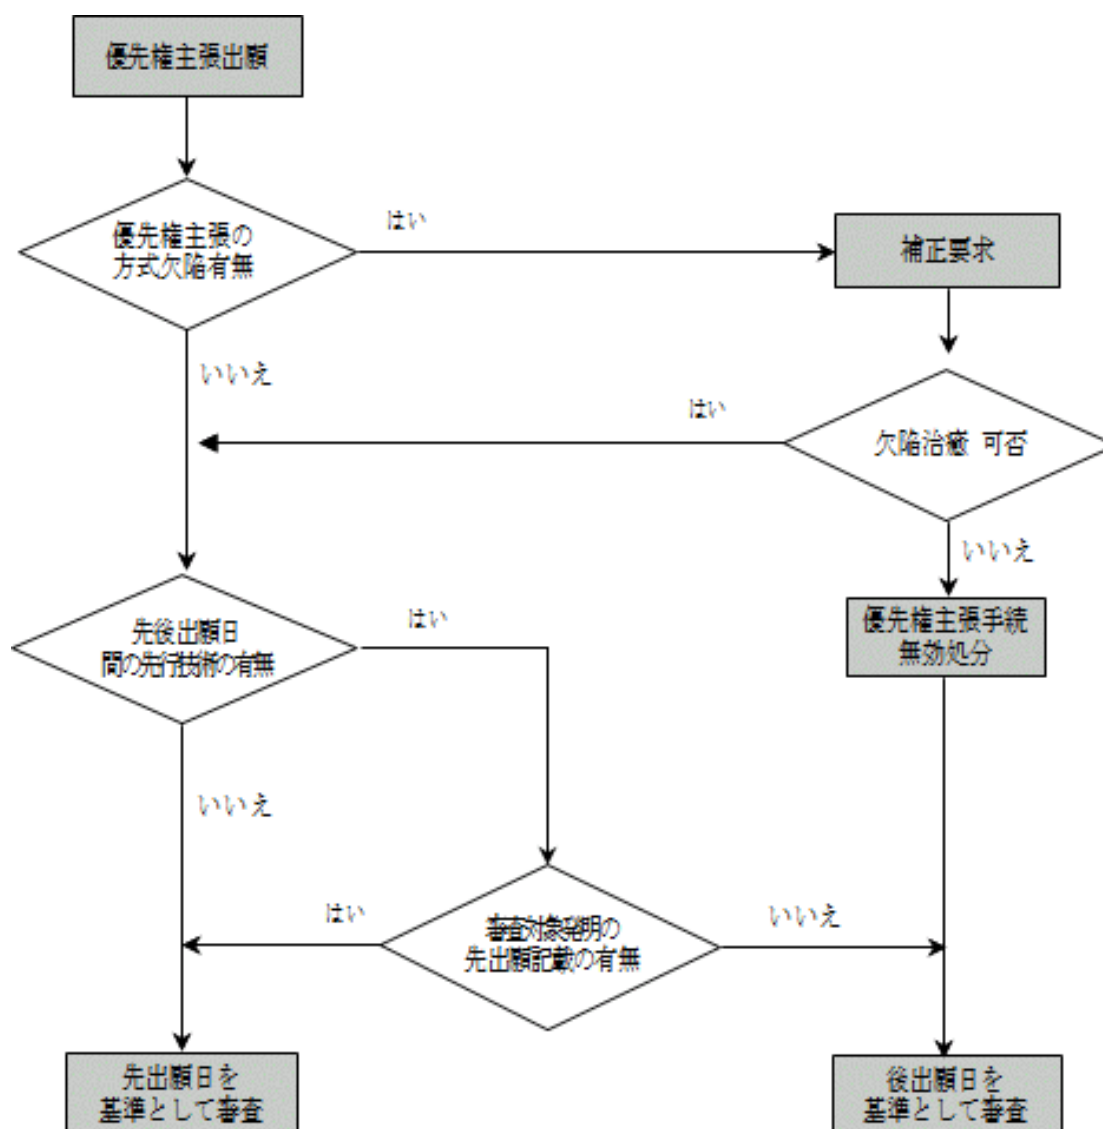 優先権主張出願
優先権主張の
方式欠陥有無
はい
補正要求
いいえ
はい
欠陥治癒 可否
いいえ
先後出願日
間の先行技術の有無
はい
優先権主張手続
無効処分
いいえ
はい
審査対象発明の
先出願記載の有無
いいえ
先出願日を
基準として審査
後出願日を
基準として審査